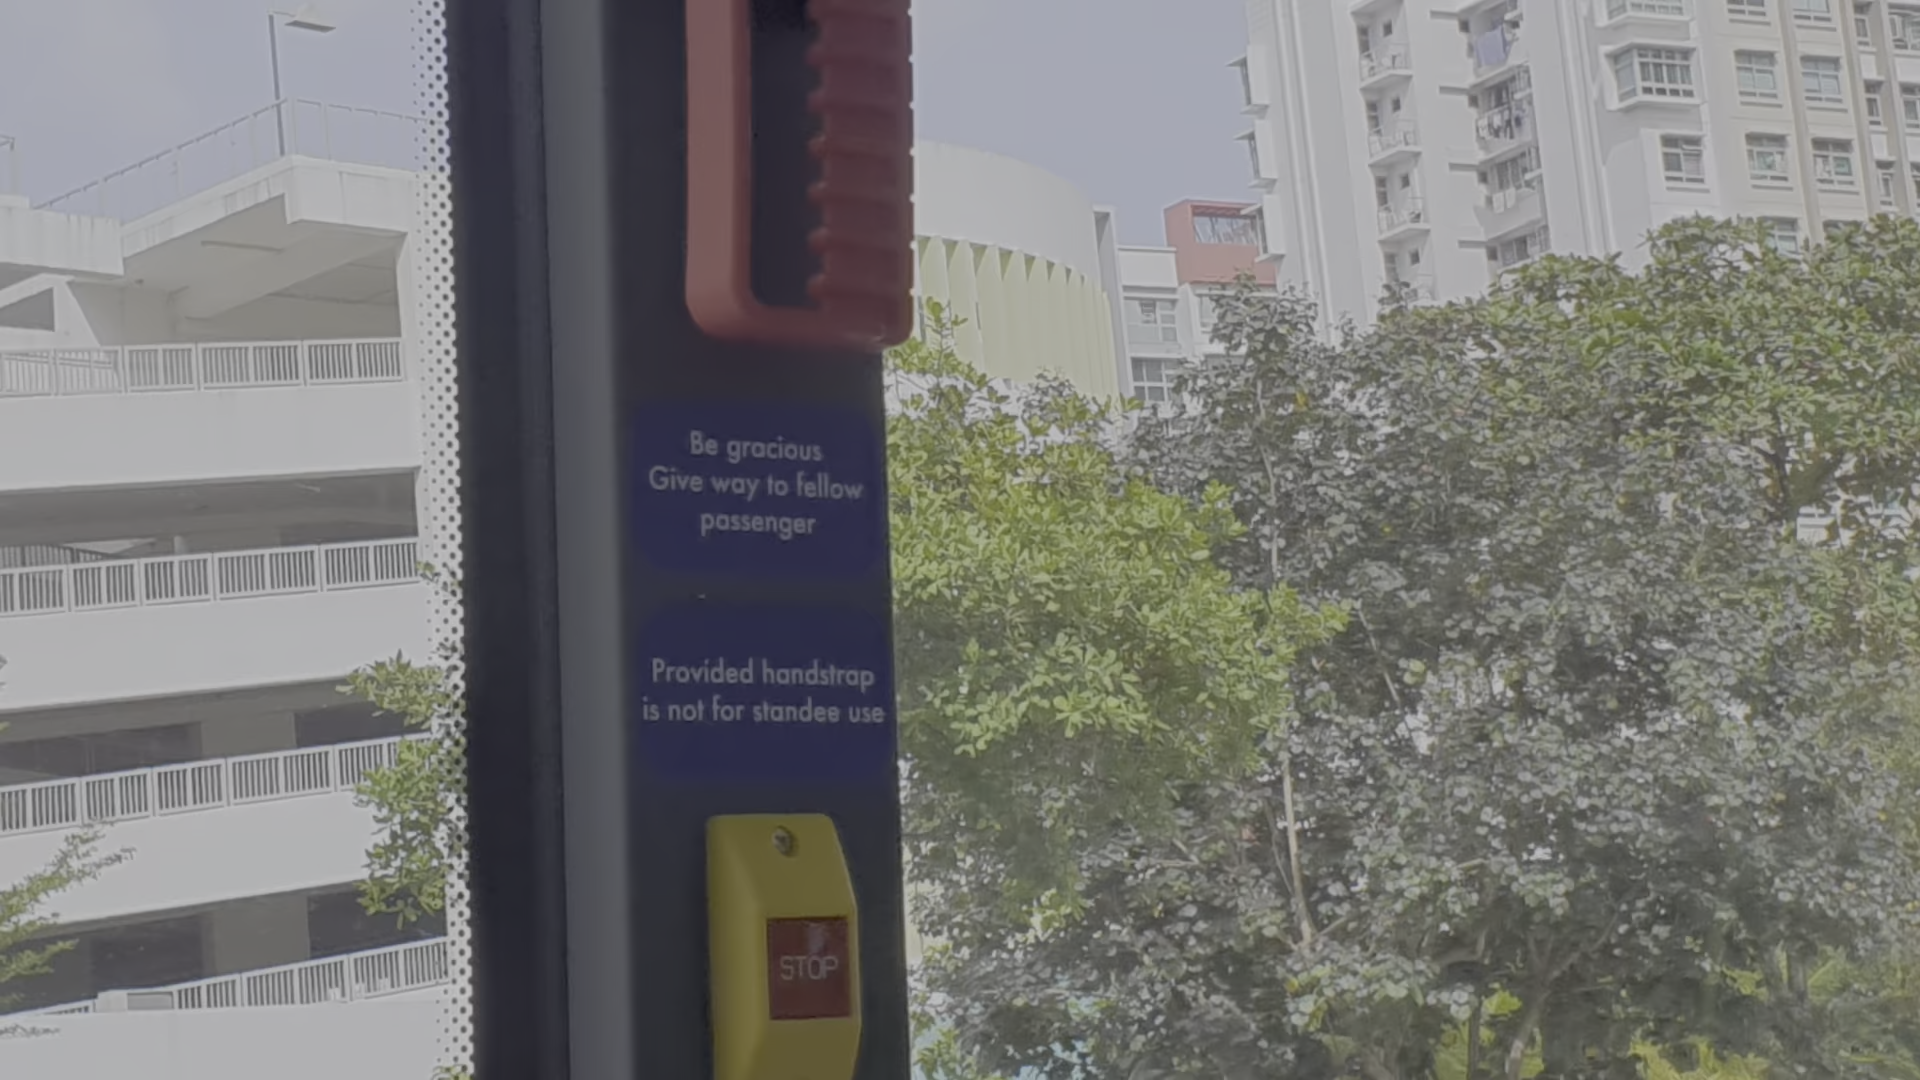 Be gracious
Give way to fellow
passenger
Provided handstrap
is not for standee use
STOP